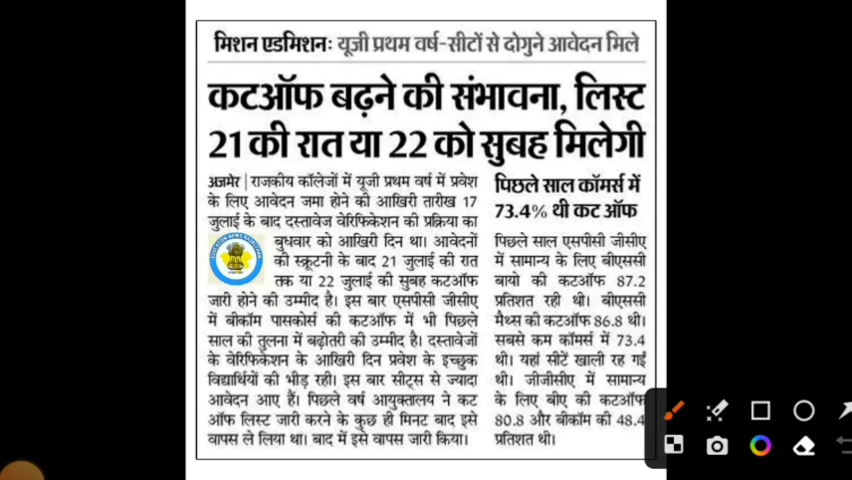 मिशन एडमिशन: यूजी प्रथम वर्ष-सीटों से दोगुने आवेदन मिले
कटऑफ बढ़ने की संभावना, लिस्ट
21 की रात या 22 को सुबह मिलेगी
अजमेर | राजकीय कॉलेजों में यूजी प्रथम वर्ष में प्रवेश
के लिए आवेदन जमा होने की आखिरी तारीख 17
जुलाई के बाद दस्तावेज वेरिफिकेशन की प्रक्रिया का
बुधवार को आखिरी दिन था। आवेदनों
की स्क्रूटनी के बाद 21 जुलाई की रात
तक या 22 जुलाई की सुबह कटऑफ
जारी होने की उम्मीद है। इस बार एसपीसी जीसीए
में बीकॉम पासकोर्स की कटऑफ में भी पिछले
साल की तुलना में बढ़ोतरी की उम्मीद है। दस्तावेजों
के वेरिफिकेशन के आखिरी दिन प्रवेश के इच्छुक
विद्यार्थियों की भीड़ रही। इस बार सीट्स से ज्यादा
आवेदन आए हैं। पिछले वर्ष आयुक्तालय ने कट
ऑफ लिस्ट जारी करने के कुछ ही मिनट बाद इसे
वापस ले लिया था। बाद में इसे वापस जारी किया।
पिछले साल कॉमर्स में
73.4% थी कट ऑफ
पिछले साल एसपीसी जीसीए
में सामान्य के लिए बीएससी
बायो की कटऑफ 87.2
प्रतिशत रही थी। बीएससी
मैथ्स की कटऑफ 86.8 थी।
सबसे कम कॉमर्स में 73.4
थी। यहां सीटें खाली रह गईं
थी। जीजीसीए में सामान्य
के लिए बीए की कटऑफ
80.8 और बीकॉम की 48.4
प्रतिशत थी।